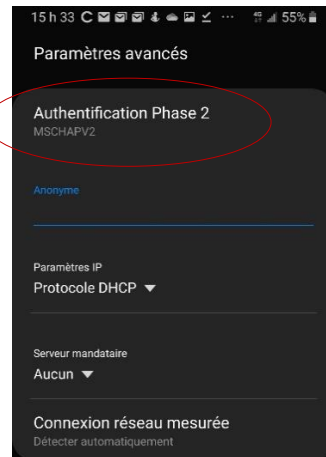 15 h 33 C 55%
Paramètres avancés
Authentification Phase 2
MSCHAPV2
Anonyme
Paramètres IP
Protocole DHCP
Serveur mandataire
Aucun
Connexion réseau mesurée
Détecter automatiquement